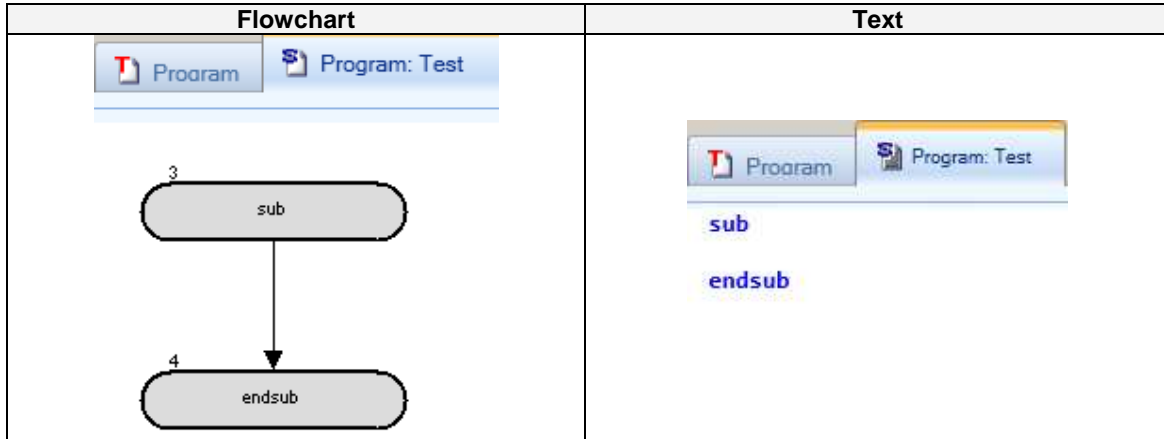 Flowchart
Program
Program: Test
3
sub
4
endsub
Text
Program
Program: Test
sub
endsub